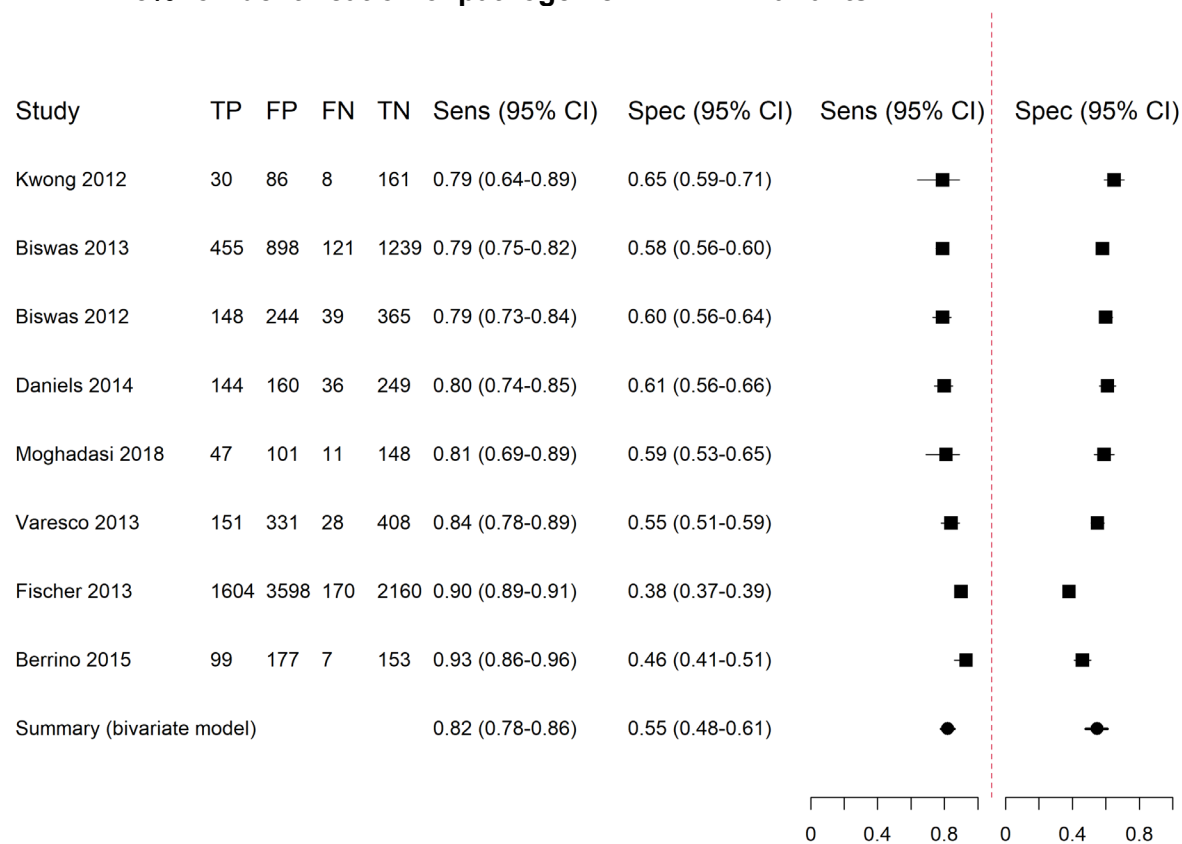 Study TP FP FN TN Sens (95% CI) Spec (95% CI) Sens (95% CI) Spec (95% CI)
Kwong 2012 30 86 8 161 0.79 (0.64-0.89) 0.65 (0.59-0.71)
Biswas 2013 455 898 121 1239 0.79 (0.75-0.82) 0.58 (0.56-0.60)
Biswas 2012 148 244 39 365 0.79 (0.73-0.84) 0.60 (0.56-0.64)
Daniels 2014 144 160 36 249 0.80 (0.74-0.85) 0.61 (0.56-0.66)
Moghadasi 2018 47 101 11 148 0.81 (0.69-0.89) 0.59 (0.53-0.65)
Varesco 2013 151 331 28 408 0.84 (0.78-0.89) 0.55 (0.51-0.59)
Fischer 2013 1604 3598 170 2160 0.90 (0.89-0.91) 0.38 (0.37-0.39)
Berrino 2015 99 177 7 153 0.93 (0.86-0.96) 0.46 (0.41-0.51)
Summary (bivariate model) 0.82 (0.78-0.86) 0.55 (0.48-0.61)
0 0.4 0.8 0 0.4 0.8